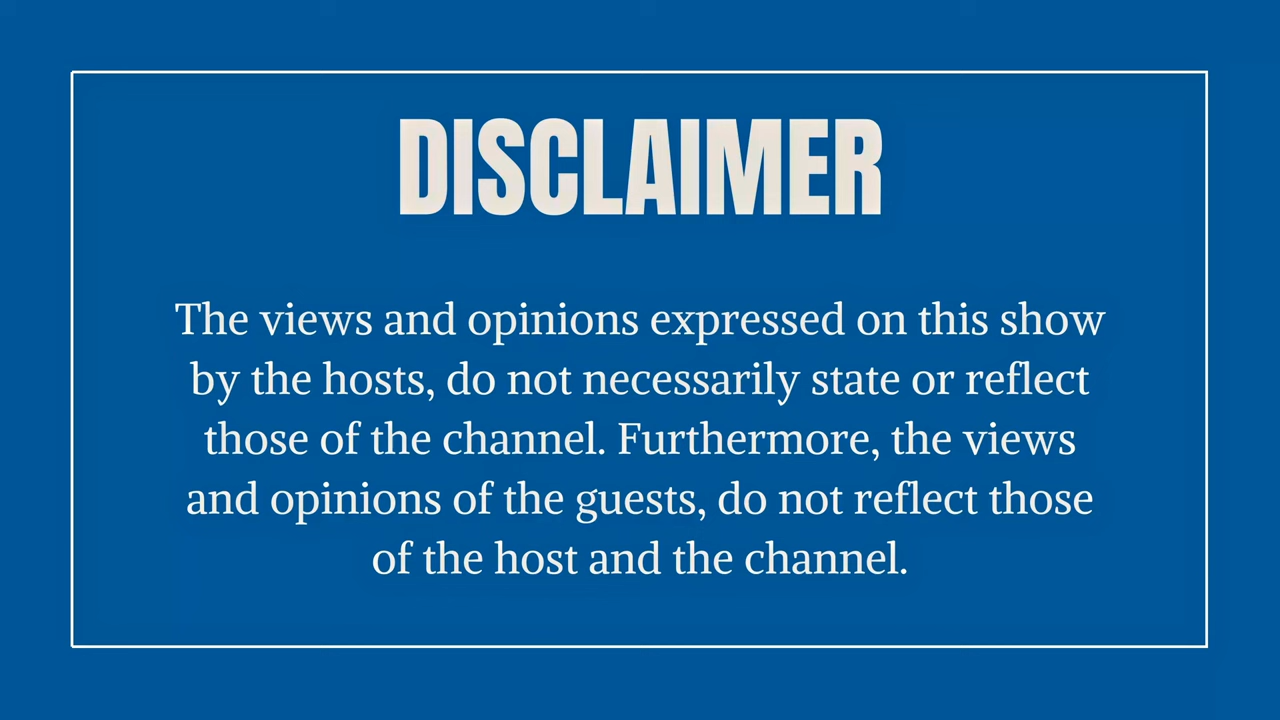 DISCLAIMER
The views and opinions expressed on this show
by the hosts, do not necessarily state or reflect
those of the channel. Furthermore, the views
and opinions of the guests, do not reflect those
of the host and the channel.